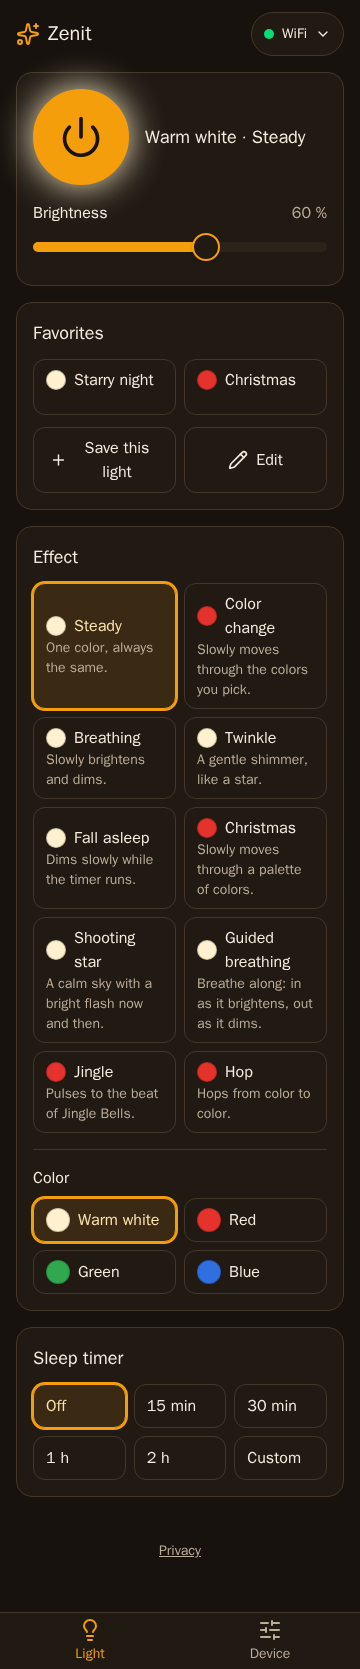 Zenit
WiFi
Warm white · Steady
Brightness
60 %
Favorites
Starry night
Christmas
Save this
light
Edit
Effect
Steady
One color, always
the same.
Color
change
Slowly moves
through the colors
you pick.
Breathing
Slowly brightens
and dims.
Twinkle
A gentle shimmer,
like a star.
Fall asleep
Dims slowly while
the timer runs.
Christmas
Slowly moves
through a palette
of colors.
Shooting
star
A calm sky with a
bright flash now
and then.
Guided
breathing
Breathe along: in
as it brightens, out
as it dims.
Jingle
Pulses to the beat
of Jingle Bells.
Hop
Hops from color to
color.
Color
Warm white
Red
Green
Blue
Sleep timer
Off
15 min
30 min
1 h
2 h
Custom
Privacy
Light
Device